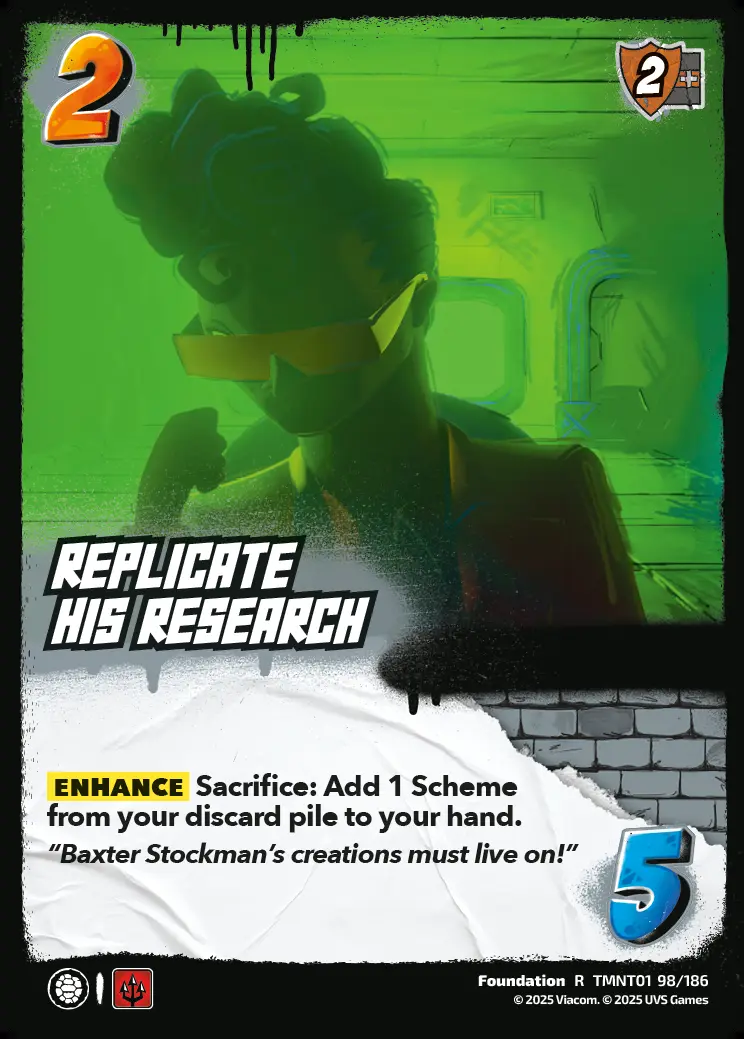 2
2
REPLICATE
HIS RESEARCH
ENHANCE Sacrifice: Add 1 Scheme
from your discard pile to your hand.
“Baxter Stockman’s creations must live on!”
5
Foundation R TMNT01 98/186
© 2025 Viacom. © 2025 UVS Games